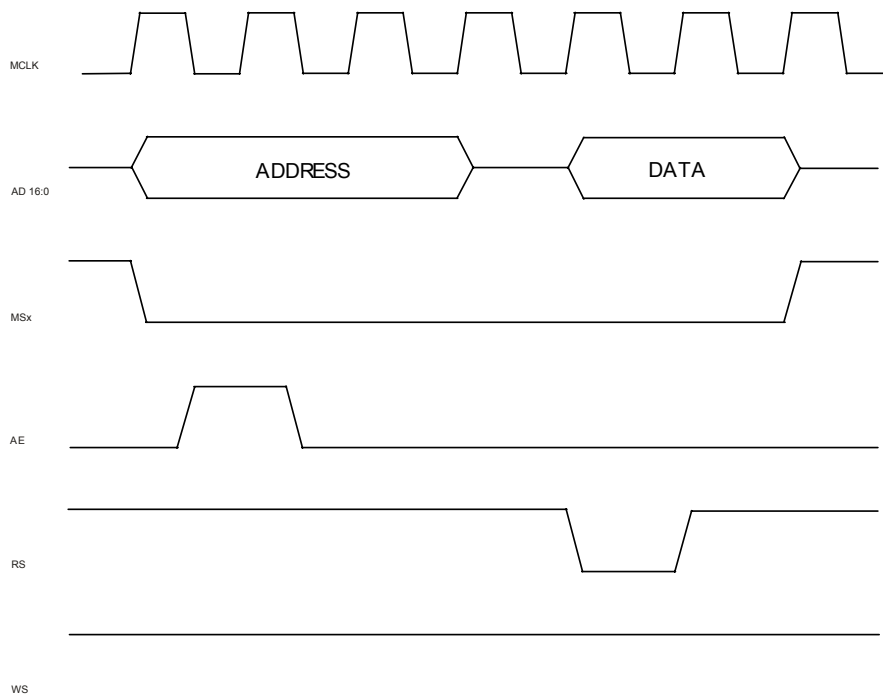 MCLK
ADDRESS DATA
AD 16:0
MSx
AE
RS
WS